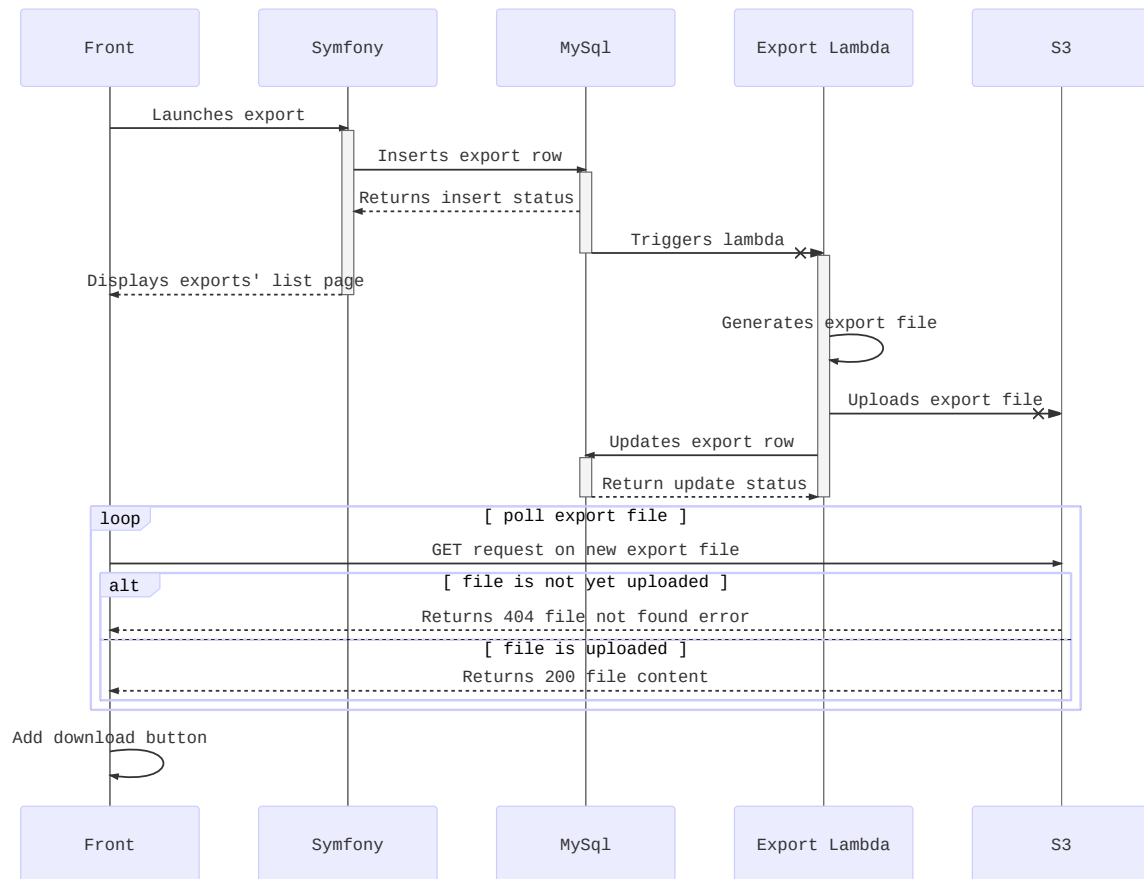 Front
Symfony
MySql
Export Lambda
S3
Launches export
Inserts export row
Returns insert status
Triggers lambda
Displays exports' list page
Generates export file
Uploads export file
Updates export row
Return update status
loop
[ poll export file ]
GET request on new export file
alt
[ file is not yet uploaded ]
Returns 404 file not found error
[ file is uploaded ]
Returns 200 file content
Add download button
Front
Symfony
MySql
Export Lambda
S3